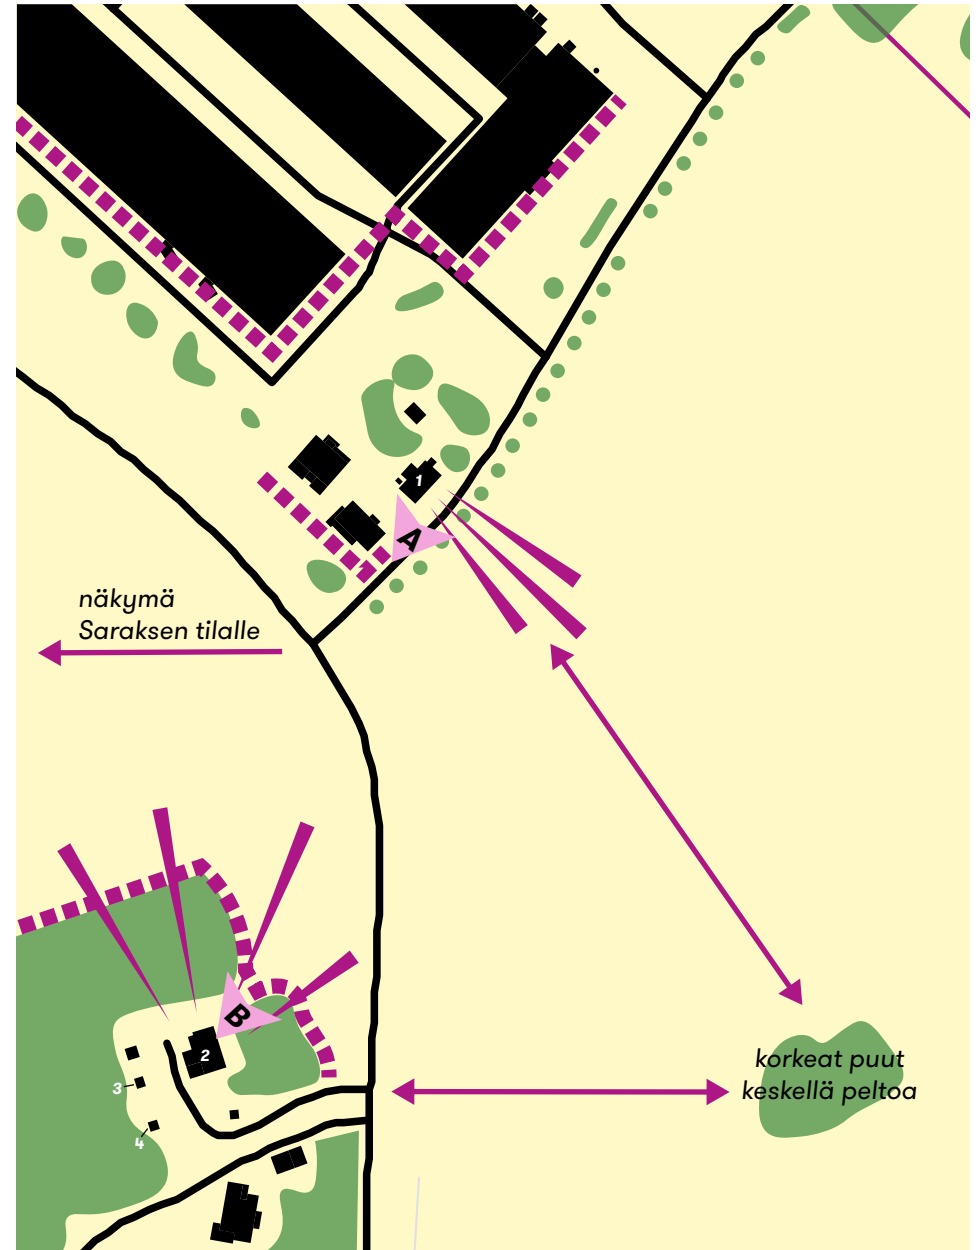 1
A
näkymä
Saraksen tilalle
B
2
3
4
korkeat puut
keskellä peltoa